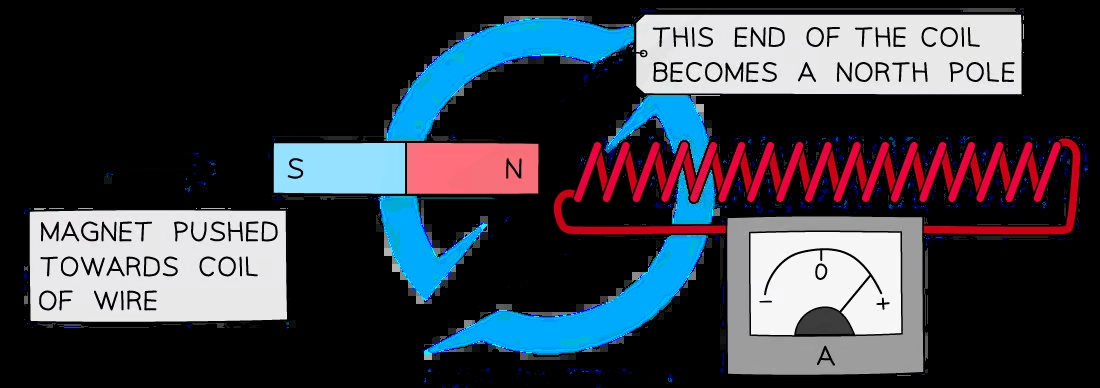 THIS END OF THE COIL
BECOMES A NORTH POLE
S N
MAGNET PUSHED
TOWARDS COIL
OF WIRE
0
− +
A